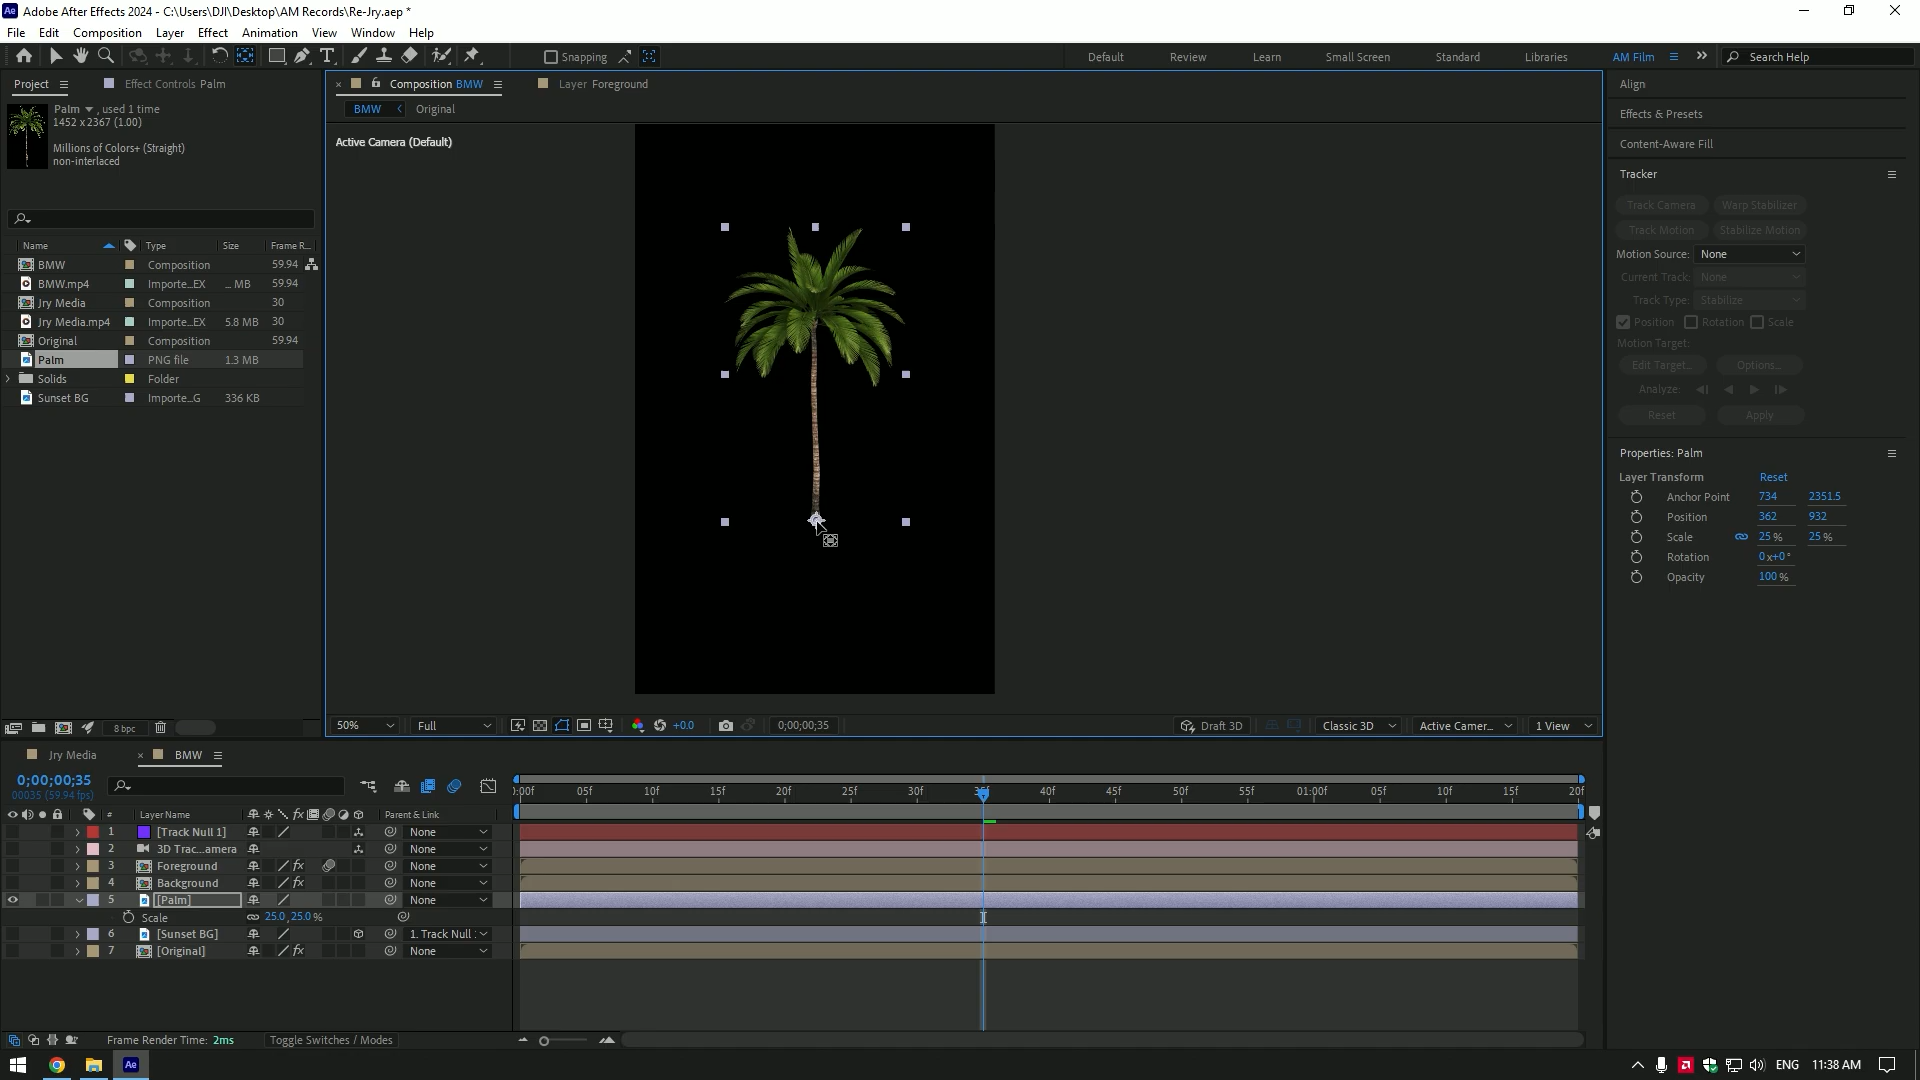 Adobe After Effects 2024 - C:\Users\DJI\Desktop\AM Records\Re-Jry.aep *
File Edit Composition Layer Effect Animation View Window Help
Snapping
Default Review Learn Small Screen Standard Libraries AM Film Search Help
Project Effect Controls Palm
Palm , used 1 time
1452 x 2367 (1.00)
Millions of Colors+ (Straight)
non-interlaced
Name Type Size Frame R...
BMW Composition 59.94
BMW.mp4 Importe...EX ... MB 59.94
Jry Media Composition 30
Jry Media.mp4 Importe...EX 5.8 MB 30
Original Composition 59.94
Palm PNG file 1.3 MB
Solids Folder
Sunset BG Importe...G 336 KB
8 bpc
Composition BMW Layer Foreground
BMW Original
Active Camera (Default)
50% Full +0.0 0;00;00;35 Draft 3D Classic 3D Active Camer... 1 View
Align
Effects & Presets
Content-Aware Fill
Tracker
Track Camera Warp Stabilizer
Track Motion Stabilize Motion
Motion Source: None
Current Track: None
Track Type: Stabilize
Position Rotation Scale
Motion Target:
Edit Target... Options...
Analyze:
Reset Apply
Properties: Palm
Layer Transform Reset
Anchor Point 734 2351.5
Position 362 932
Scale 25 % 25 %
Rotation 0x+0°
Opacity 100 %
Jry Media BMW
0;00;00;35
00035 (59.94 fps)
:00f 05f 10f 15f 20f 25f 30f 35f 40f 45f 50f 55f 01:00f 05f 10f 15f 20f
# Layer Name Parent & Link
1 [Track Null 1] None
2 3D Trac...amera None
3 Foreground fx None
4 Background fx None
5 [Palm] None
Scale 25.0,25.0%
6 [Sunset BG] 1. Track Null
7 [Original] fx None
Frame Render Time: 2ms Toggle Switches / Modes
Ae ENG 11:38 AM